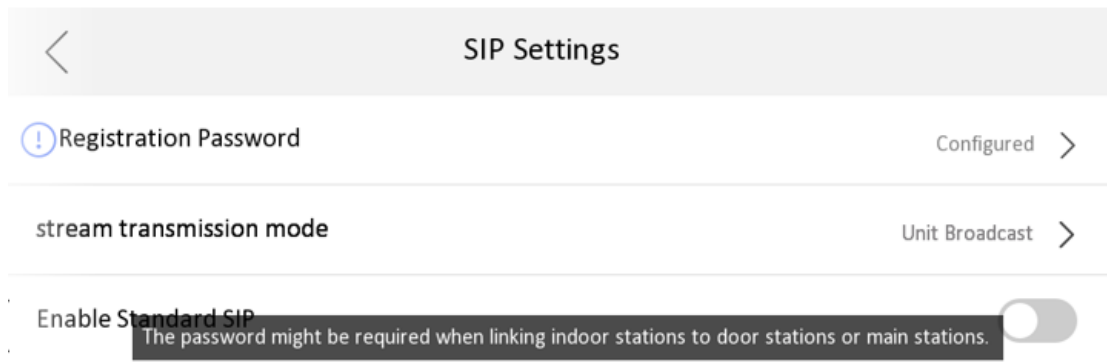 SIP Settings
Registration Password
Configured
stream transmission mode
Unit Broadcast
Enable Standard SIP
The password might be required when linking indoor stations to door stations or main stations.